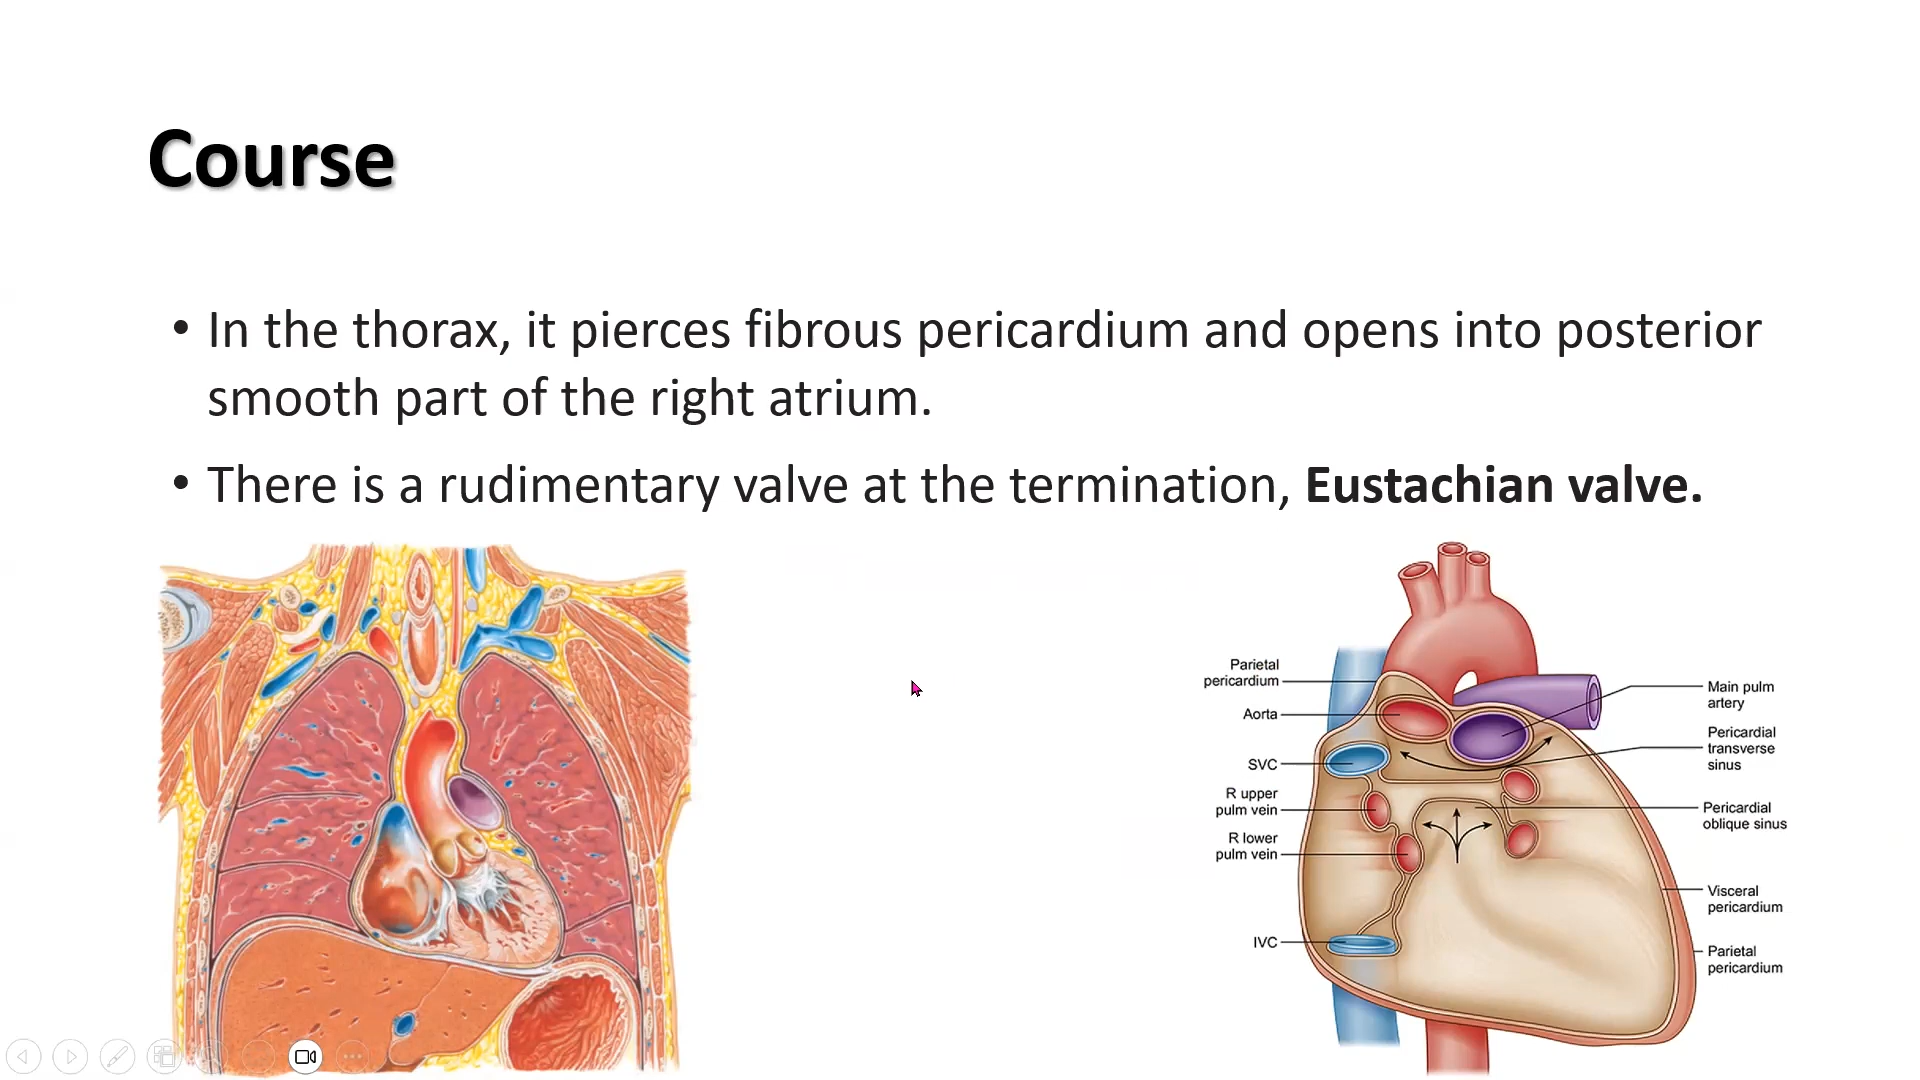 Course
• In the thorax, it pierces fibrous pericardium and opens into posterior
smooth part of the right atrium.
• There is a rudimentary valve at the termination, Eustachian valve.
Parietal
pericardium
Aorta
SVC
R upper
pulm vein
R lower
pulm vein
IVC
Main pulm
artery
Pericardial
transverse
sinus
Pericardial
oblique sinus
Visceral
pericardium
Parietal
pericardium